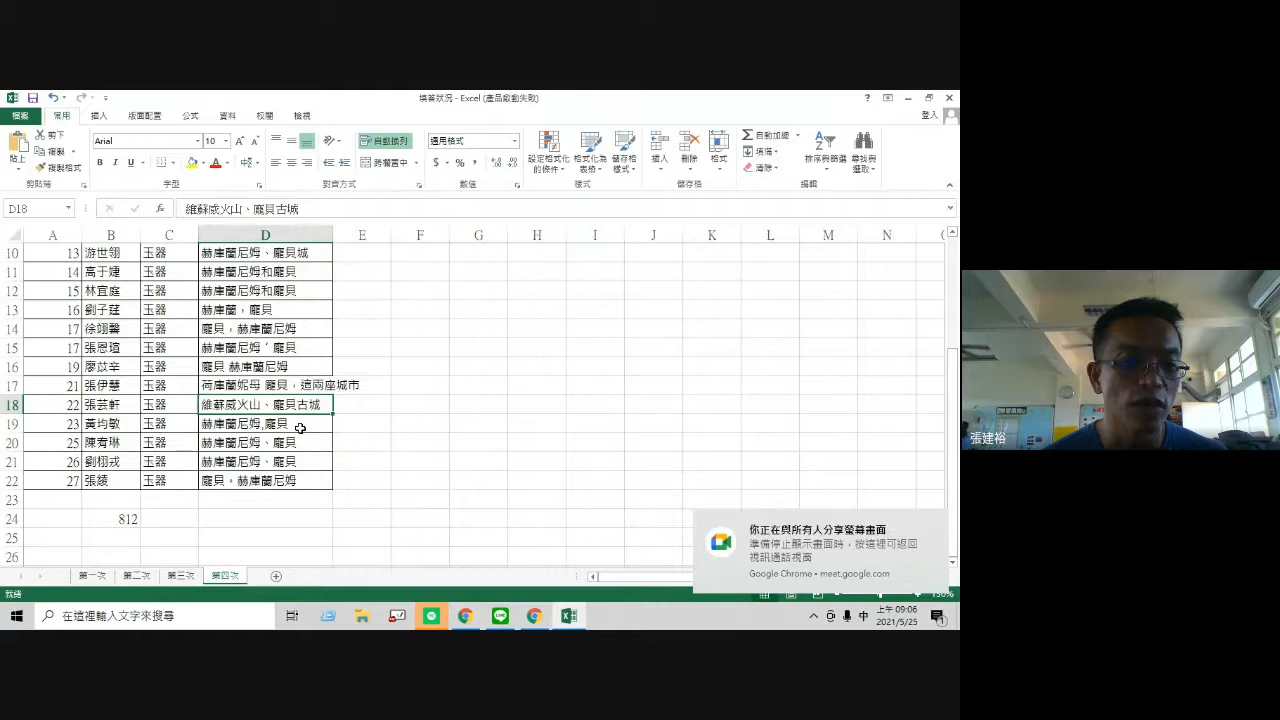 填答狀況 - Excel (產品啟動失敗)
檔案 常用 插入 版面配置 公式 資料 校閱 檢視 登入
剪下
複製
複製格式
貼上
Arial 10
自動換列
跨欄置中
通用格式
設定格式化的條件
格式化為表格
儲存格樣式
插入 刪除 格式
自動加總
填滿
清除
排序與篩選 尋找與選取
剪貼簿 字型 對齊方式 數值 樣式 儲存格 編輯
D18 維蘇威火山、龐貝古城
A B C D E F G H I J K L M N
10 13 游世翎 玉器 赫庫蘭尼姆、龐貝城
11 14 高于婕 玉器 赫庫蘭尼姆和龐貝
12 15 林宜庭 玉器 赫庫蘭尼姆和龐貝
13 16 劉子莛 玉器 赫庫蘭，龐貝
14 17 徐翊馨 玉器 龐貝，赫庫蘭尼姆
15 17 張恩瑄 玉器 赫庫蘭尼姆、龐貝
16 19 廖苡辛 玉器 龐貝 赫庫蘭尼姆
17 21 張伊慧 玉器 荷庫蘭妮母 龐貝，這兩座城市
18 22 張芸軒 玉器 維蘇威火山、龐貝古城
19 23 黃均敏 玉器 赫庫蘭尼姆,龐貝
20 25 陳宥琳 玉器 赫庫蘭尼姆、龐貝
21 26 劉栩戎 玉器 赫庫蘭尼姆、龐貝
22 27 張綾 玉器 龐貝。赫庫蘭尼姆
23
24 812
25
26
第一次 第二次 第三次 第四次
就緒
130%
你正在與所有人分享螢幕畫面
準備停止顯示畫面時，按這裡可返回
視訊通話視窗
Google Chrome • meet.google.com
在這裡輸入文字來搜尋
中 上午 09:06
2021/5/25
張建裕